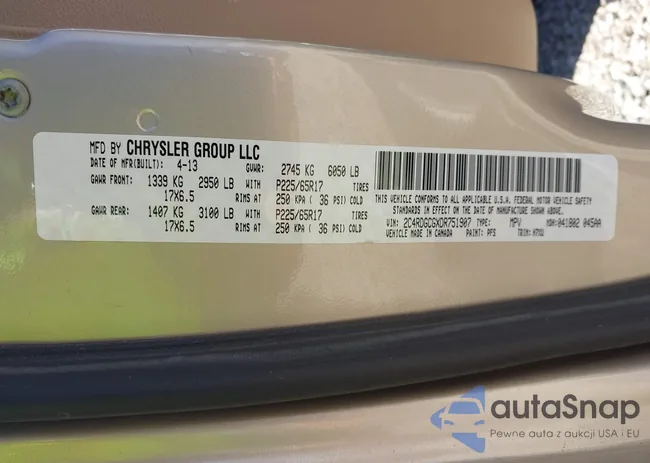 MFD BY CHRYSLER GROUP LLC
DATE OF MFR(BUILT): 4-13 GVWR: 2745 KG 6050 LB
GAWR FRONT: 1339 KG 2950 LB WITH P225/65R17 TIRES
17X6.5 RIMS AT 250 KPA ( 36 PSI) COLD
GAWR REAR: 1407 KG 3100 LB WITH P225/65R17 TIRES
17X6.5 RIMS AT 250 KPA ( 36 PSI) COLD
THIS VEHICLE CONFORMS TO ALL APPLICABLE U.S.A. FEDERAL MOTOR VEHICLE SAFETY
STANDARDS IN EFFECT ON THE DATE OF MANUFACTURE SHOWN ABOVE.
VIN: 2C4RDGCGXDR751907 TYPE: MPV MDH: 041802 045AA
MADE IN CANADA PAINT: PFS TRIM:
autaSnap
Pewne auta z aukcji USA i EU